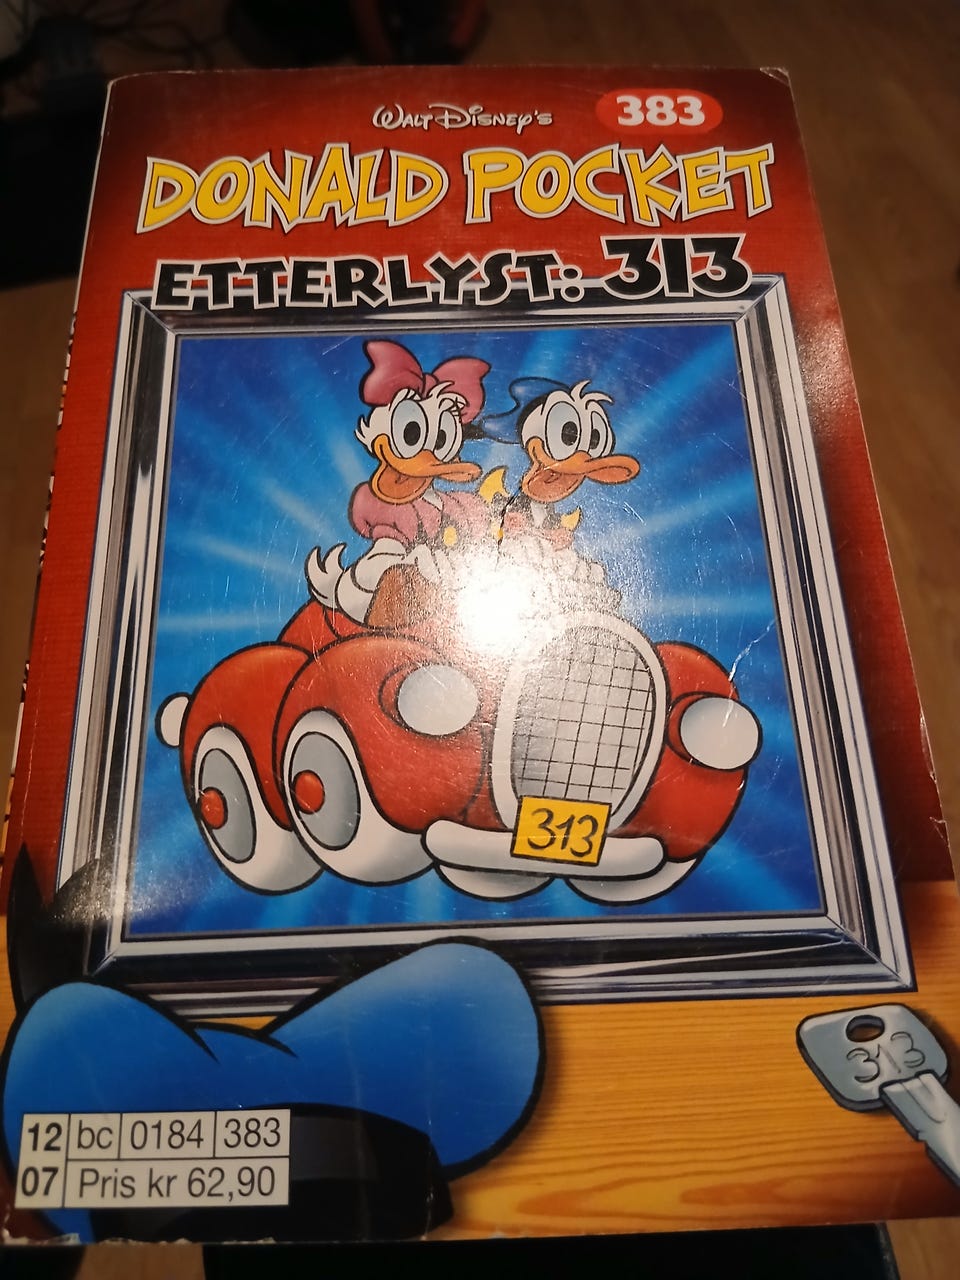 WALT DISNEY'S
383
DONALD POCKET
ETTERLYST: 313
313
313
12 bc 0184 383
07 Pris kr 62,90